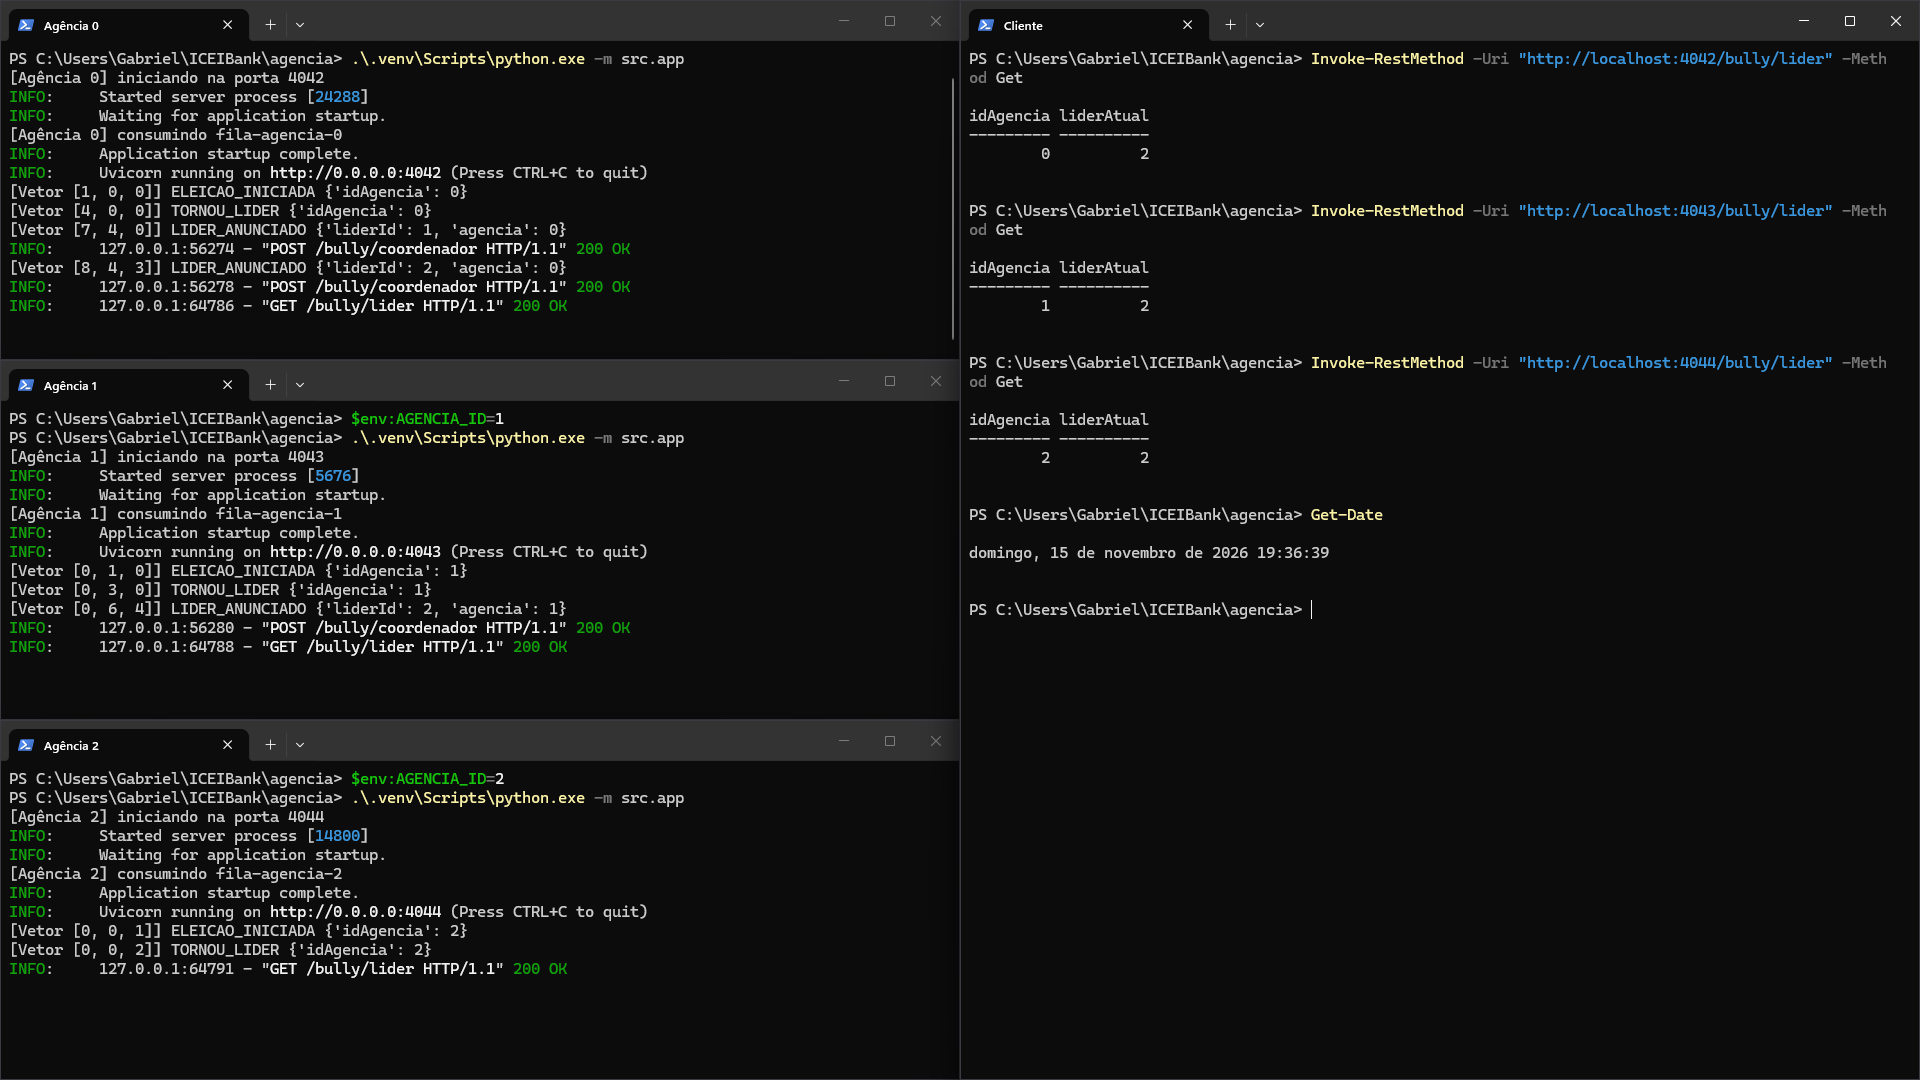 Agência 0
PS C:\Users\Gabriel\ICEIBank\agencia> .\.venv\Scripts\python.exe -m src.app
[Agência 0] iniciando na porta 4042
INFO:     Started server process [24288]
INFO:     Waiting for application startup.
[Agência 0] consumindo fila-agencia-0
INFO:     Application startup complete.
INFO:     Uvicorn running on http://0.0.0.0:4042 (Press CTRL+C to quit)
[Vetor [1, 0, 0]] ELEICAO_INICIADA {'idAgencia': 0}
[Vetor [4, 0, 0]] TORNOU_LIDER {'idAgencia': 0}
[Vetor [7, 4, 0]] LIDER_ANUNCIADO {'liderId': 1, 'agencia': 0}
INFO:     127.0.0.1:56274 - "POST /bully/coordenador HTTP/1.1" 200 OK
[Vetor [8, 4, 3]] LIDER_ANUNCIADO {'liderId': 2, 'agencia': 0}
INFO:     127.0.0.1:56278 - "POST /bully/coordenador HTTP/1.1" 200 OK
INFO:     127.0.0.1:64786 - "GET /bully/lider HTTP/1.1" 200 OK
Agência 1
PS C:\Users\Gabriel\ICEIBank\agencia> $env:AGENCIA_ID=1
PS C:\Users\Gabriel\ICEIBank\agencia> .\.venv\Scripts\python.exe -m src.app
[Agência 1] iniciando na porta 4043
INFO:     Started server process [5676]
INFO:     Waiting for application startup.
[Agência 1] consumindo fila-agencia-1
INFO:     Application startup complete.
INFO:     Uvicorn running on http://0.0.0.0:4043 (Press CTRL+C to quit)
[Vetor [0, 1, 0]] ELEICAO_INICIADA {'idAgencia': 1}
[Vetor [0, 3, 0]] TORNOU_LIDER {'idAgencia': 1}
[Vetor [0, 6, 4]] LIDER_ANUNCIADO {'liderId': 2, 'agencia': 1}
INFO:     127.0.0.1:56280 - "POST /bully/coordenador HTTP/1.1" 200 OK
INFO:     127.0.0.1:64788 - "GET /bully/lider HTTP/1.1" 200 OK
Agência 2
PS C:\Users\Gabriel\ICEIBank\agencia> $env:AGENCIA_ID=2
PS C:\Users\Gabriel\ICEIBank\agencia> .\.venv\Scripts\python.exe -m src.app
[Agência 2] iniciando na porta 4044
INFO:     Started server process [14800]
INFO:     Waiting for application startup.
[Agência 2] consumindo fila-agencia-2
INFO:     Application startup complete.
INFO:     Uvicorn running on http://0.0.0.0:4044 (Press CTRL+C to quit)
[Vetor [0, 0, 1]] ELEICAO_INICIADA {'idAgencia': 2}
[Vetor [0, 0, 2]] TORNOU_LIDER {'idAgencia': 2}
INFO:     127.0.0.1:64791 - "GET /bully/lider HTTP/1.1" 200 OK
Cliente
PS C:\Users\Gabriel\ICEIBank\agencia> Invoke-RestMethod -Uri "http://localhost:4042/bully/lider" -Meth
od Get
idAgencia liderAtual
--------- ----------
        0          2
PS C:\Users\Gabriel\ICEIBank\agencia> Invoke-RestMethod -Uri "http://localhost:4043/bully/lider" -Meth
od Get
idAgencia liderAtual
--------- ----------
        1          2
PS C:\Users\Gabriel\ICEIBank\agencia> Invoke-RestMethod -Uri "http://localhost:4044/bully/lider" -Meth
od Get
idAgencia liderAtual
--------- ----------
        2          2
PS C:\Users\Gabriel\ICEIBank\agencia> Get-Date
domingo, 15 de novembro de 2026 19:36:39
PS C:\Users\Gabriel\ICEIBank\agencia>